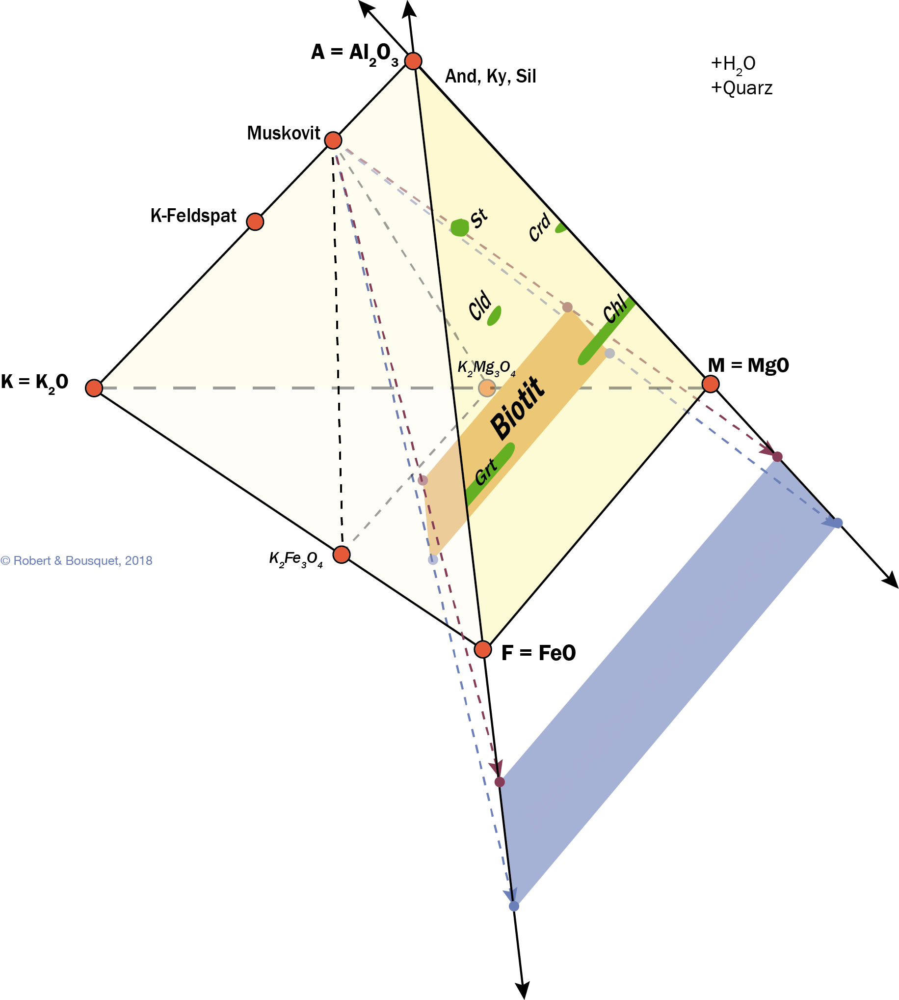 A = Al₂O₃
And, Ky, Sil
+H₂O
+Quarz
Muskovit
K-Feldspat
St
Crd
Cld
Chl
K = K₂O
K₂Mg₃O₄
M = MgO
Biotit
Grt
© Robert & Bousquet, 2018
K₂Fe₃O₄
F = FeO